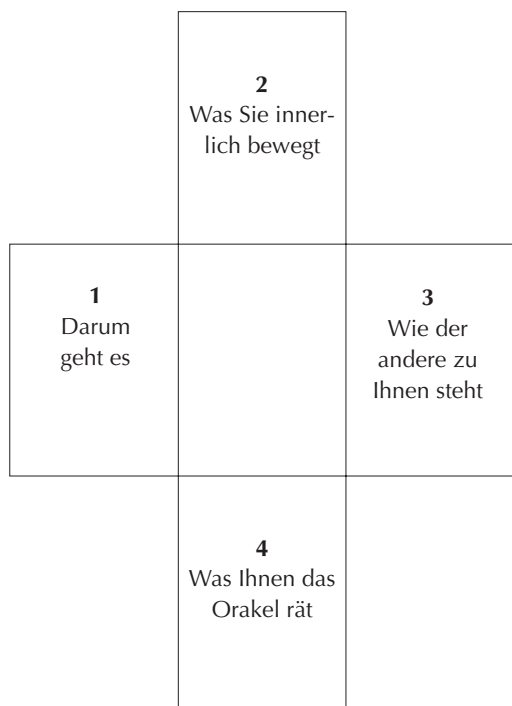 2
Was Sie inner-
lich bewegt
1
Darum
geht es
3
Wie der
andere zu
Ihnen steht
4
Was Ihnen das
Orakel rät